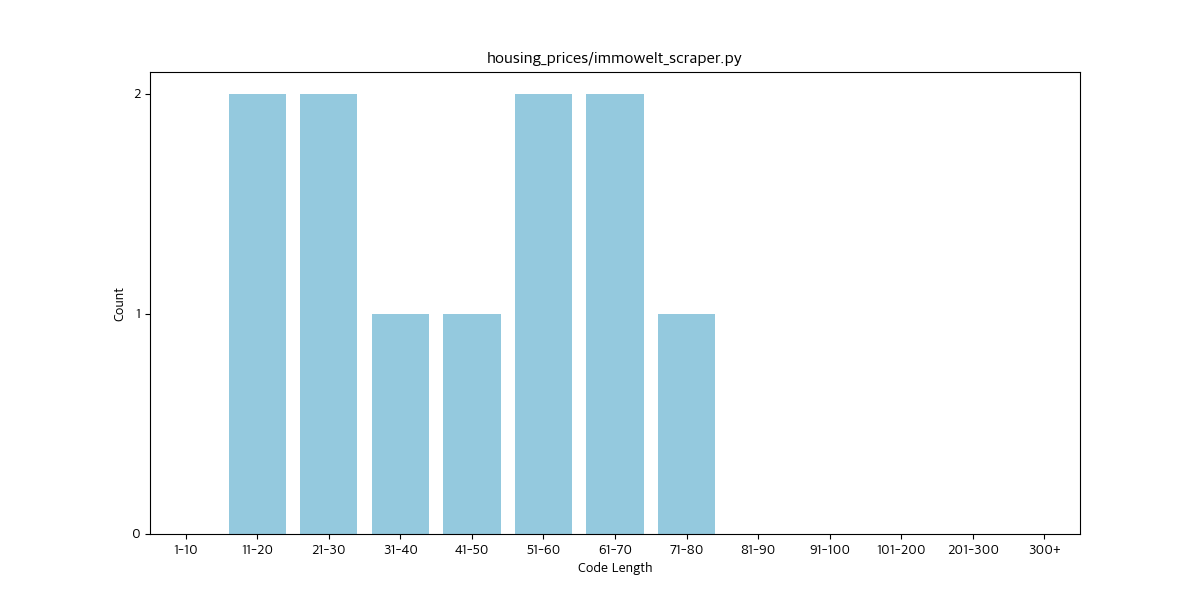 housing_prices/immowelt_scraper.py
2
1
0
Count
1-10 11-20 21-30 31-40 41-50 51-60 61-70 71-80 81-90 91-100 101-200 201-300 300+
Code Length